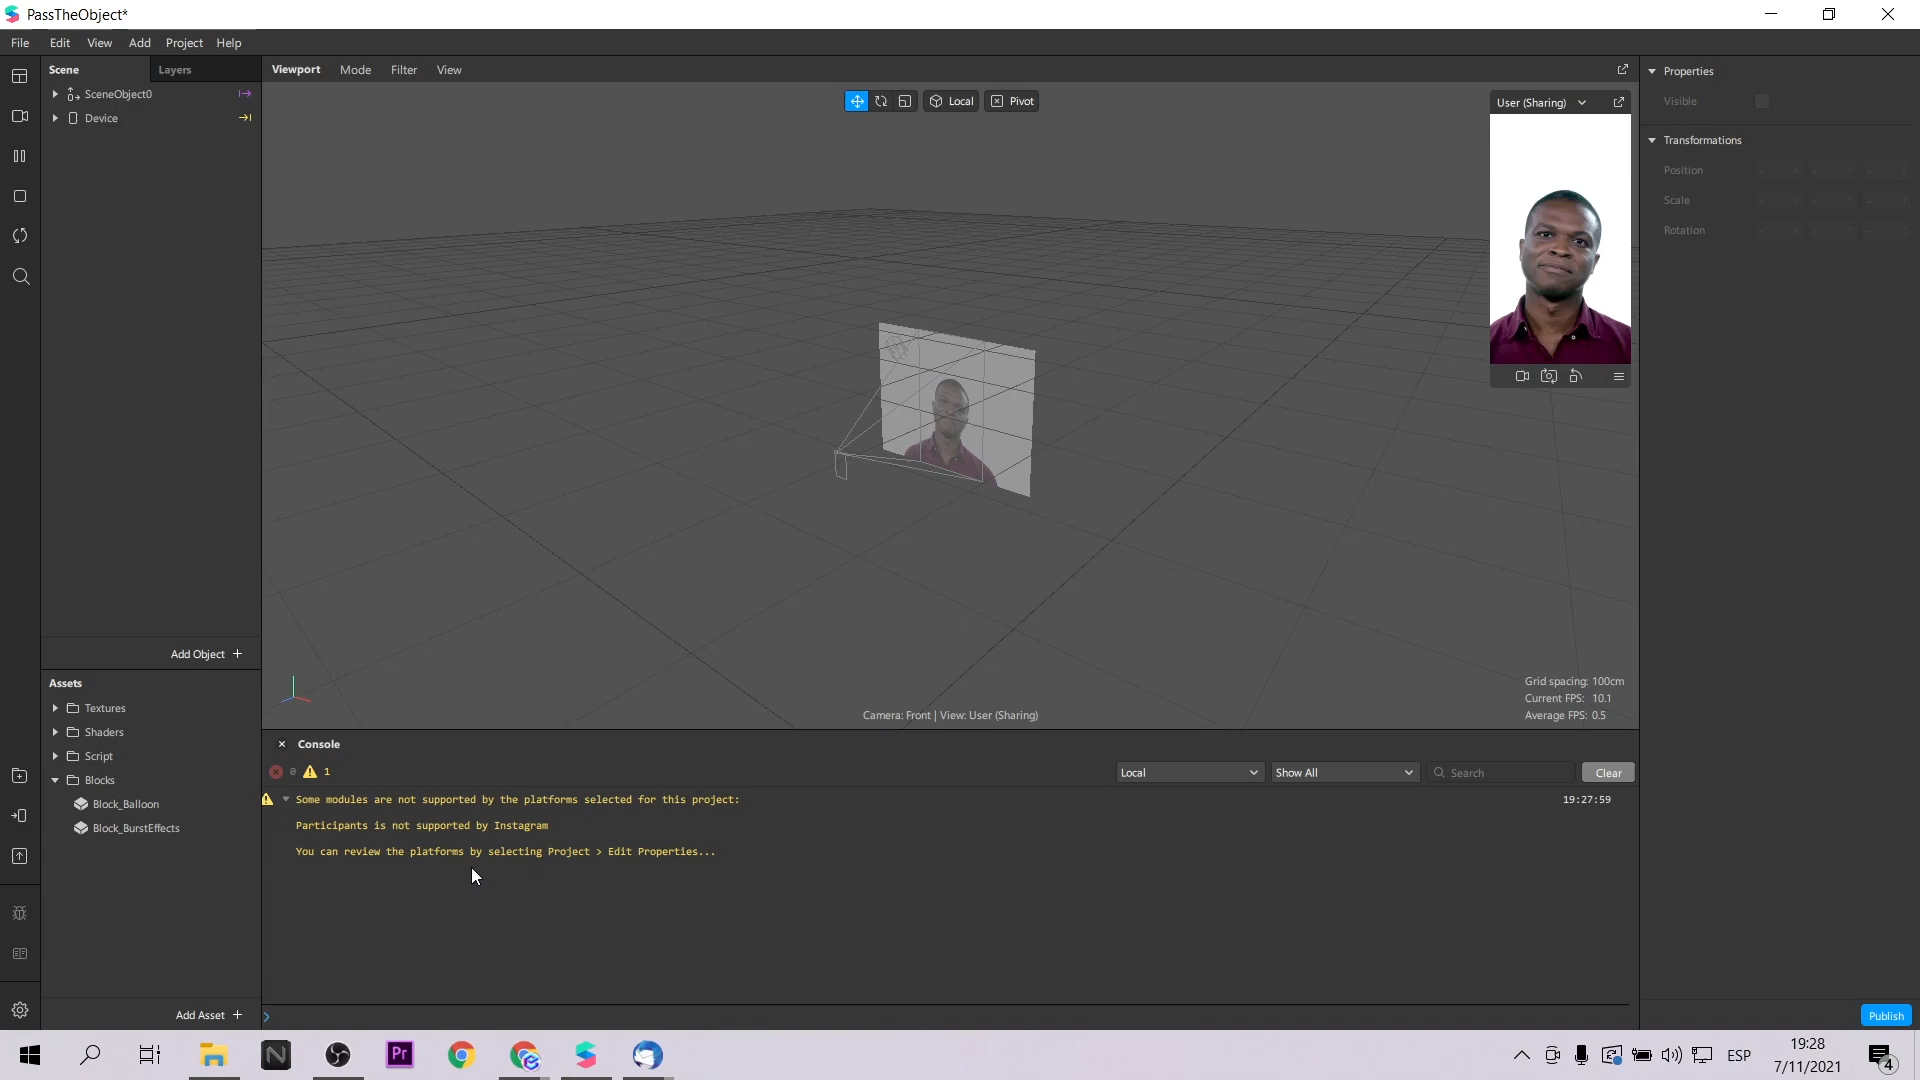 PassTheObject*
File Edit View Add Project Help
Scene Layers
SceneObject0
Device
Viewport Mode Filter View
Local Pivot
User (Sharing)
Properties
Visible
Transformations
Position
Scale
Rotation
Grid spacing: 100cm
Current FPS: 10.1
Average FPS: 0.5
Camera: Front | View: User (Sharing)
Add Object +
Assets
Textures
Shaders
Script
Blocks
Block_Balloon
Block_BurstEffects
Add Asset +
Console
0 1
Local Show All Search Clear
Some modules are not supported by the platforms selected for this project: 19:27:59
Participants is not supported by Instagram
You can review the platforms by selecting Project > Edit Properties...
Publish
Pr
ESP
19:28
7/11/2021
4